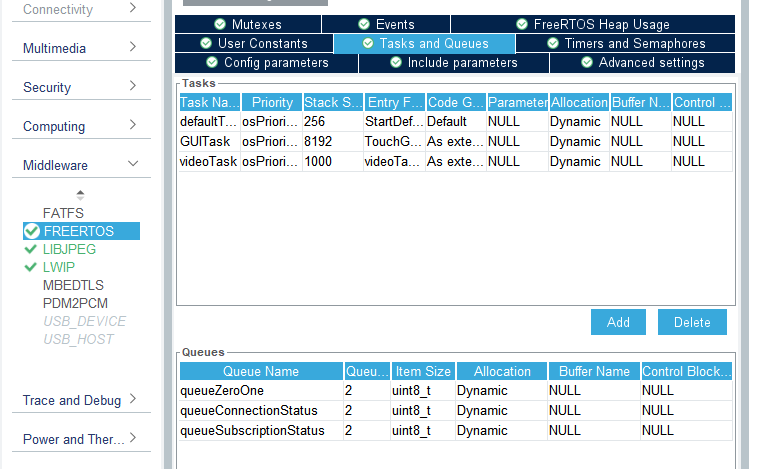 Connectivity
Multimedia
Security
Computing
Middleware
FATFS
FREERTOS
LIBJPEG
LWIP
MBEDTLS
PDM2PCM
USB_DEVICE
USB_HOST
Trace and Debug
Power and Ther...
Mutexes Events FreeRTOS Heap Usage
User Constants Tasks and Queues Timers and Semaphores
Config parameters Include parameters Advanced settings
Tasks
Task Na... Priority Stack S... Entry F... Code G... Parameter Allocation Buffer N... Control ...
defaultT... osPriori... 256 StartDef... Default NULL Dynamic NULL NULL
GUITask osPriori... 8192 TouchG... As exte... NULL Dynamic NULL NULL
videoTask osPriori... 1000 videoTa... As exte... NULL Dynamic NULL NULL
Add Delete
Queues
Queue Name Queu... Item Size Allocation Buffer Name Control Block...
queueZeroOne 2 uint8_t Dynamic NULL NULL
queueConnectionStatus 2 uint8_t Dynamic NULL NULL
queueSubscriptionStatus 2 uint8_t Dynamic NULL NULL